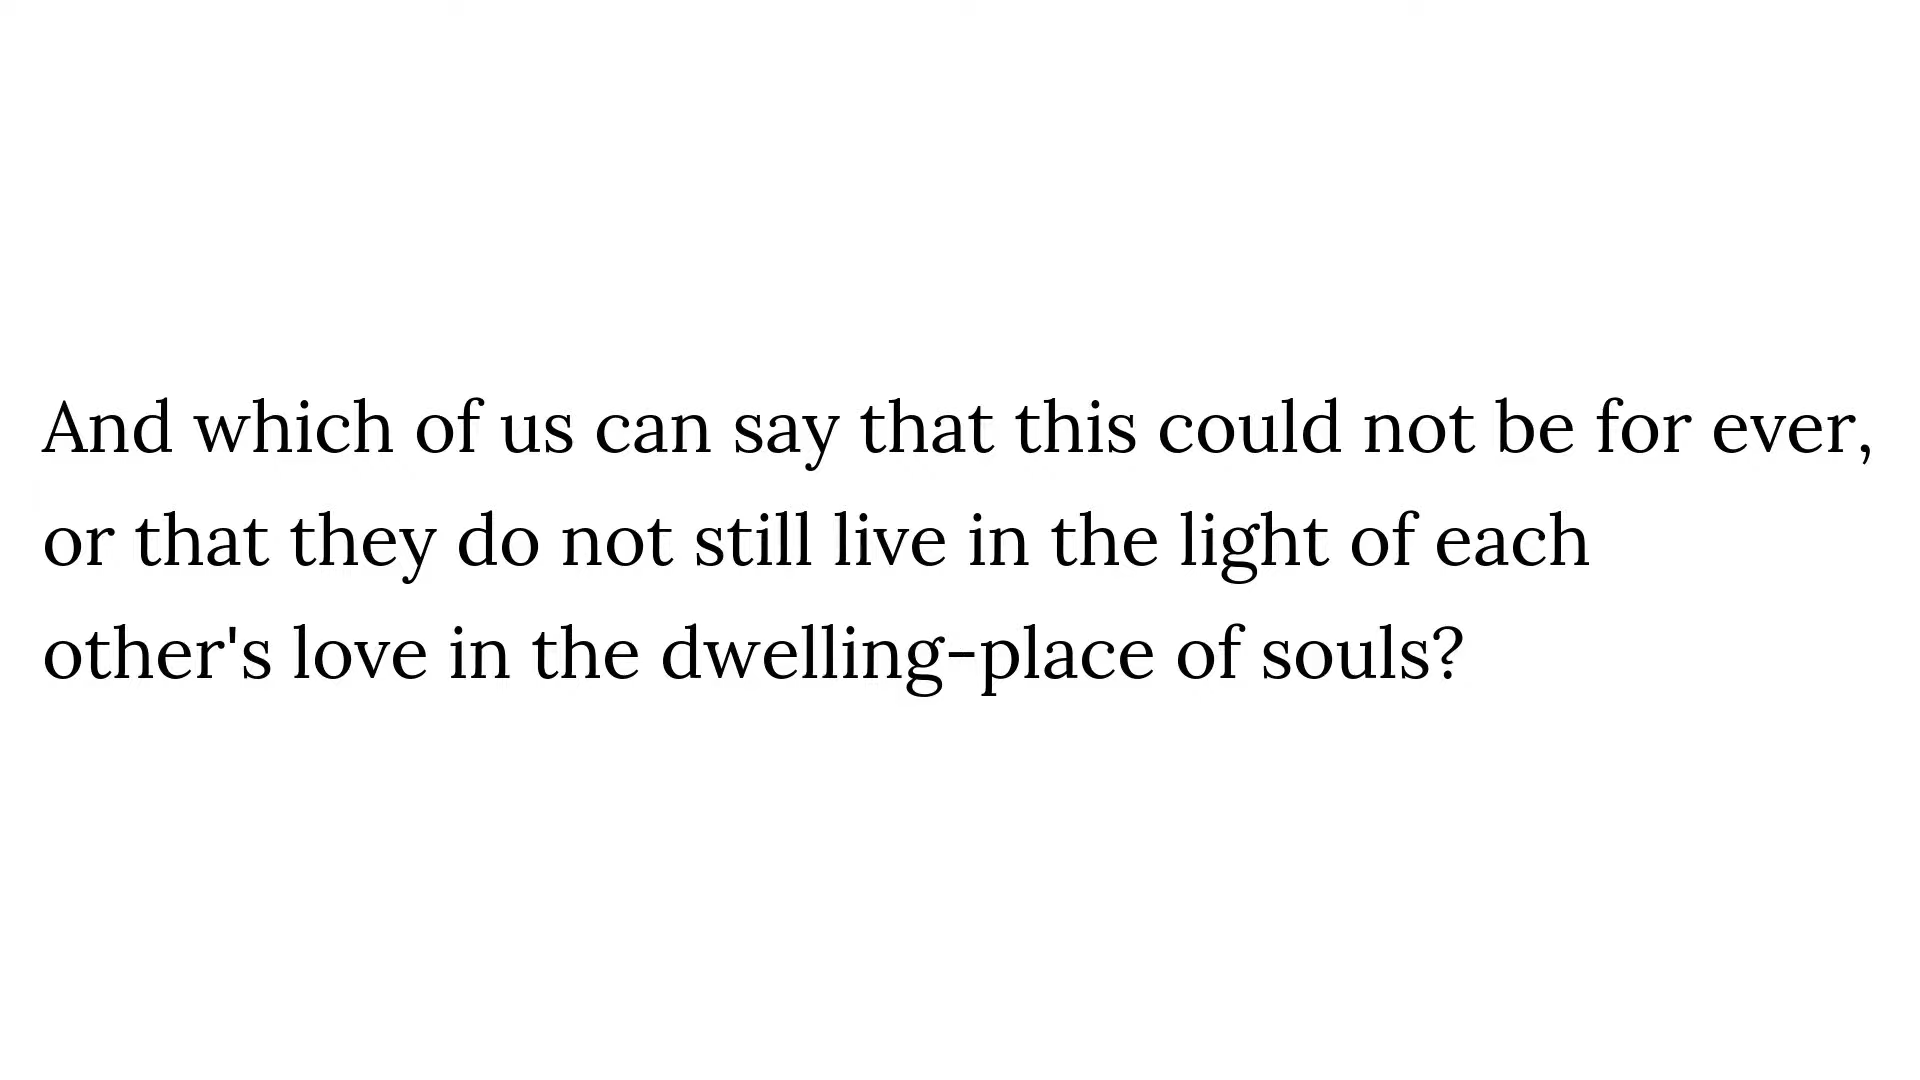 And which of us can say that this could not be for ever,
or that they do not still live in the light of each
other's love in the dwelling-place of souls?